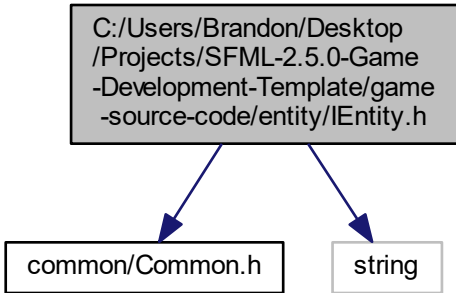 C:/Users/Brandon/Desktop
/Projects/SFML-2.5.0-Game
-Development-Template/game
-source-code/entity/IEntity.h
common/Common.h
string